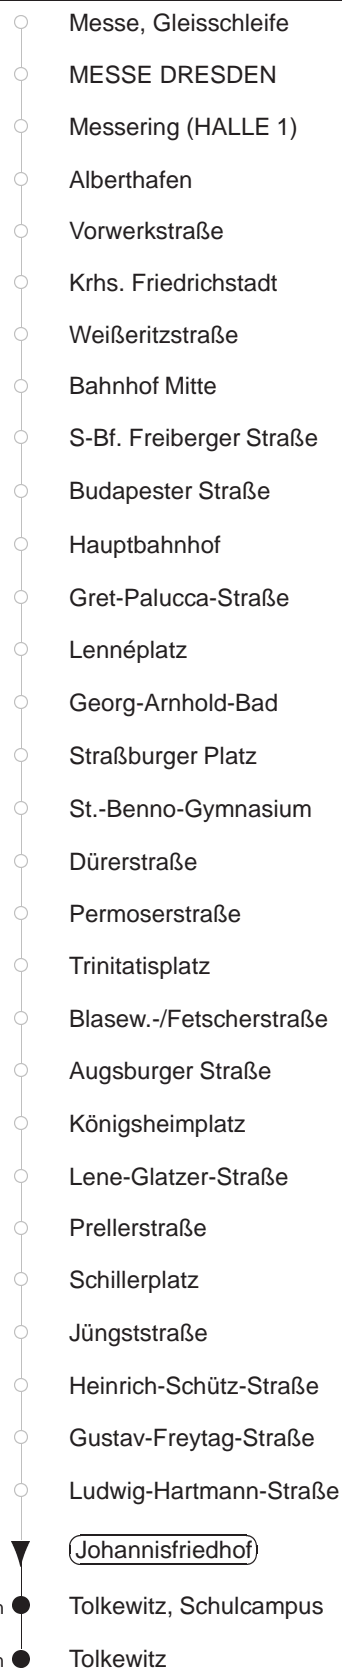 Messe, Gleisschleife
MESSE DRESDEN
Messering (HALLE 1)
Alberthafen
Vorwerkstraße
Krhs. Friedrichstadt
Weißeritzstraße
Bahnhof Mitte
S-Bf. Freiberger Straße
Budapester Straße
Hauptbahnhof
Gret-Palucca-Straße
Lennéplatz
Georg-Arnhold-Bad
Straßburger Platz
St.-Benno-Gymnasium
Dürerstraße
Permoserstraße
Trinitatisplatz
Blasew.-/Fetscherstraße
Augsburger Straße
Königsheimplatz
Lene-Glatzer-Straße
Prellerstraße
Schillerplatz
Jüngststraße
Heinrich-Schütz-Straße
Gustav-Freytag-Straße
Ludwig-Hartmann-Straße
Johannisfriedhof
Tolkewitz, Schulcampus
Tolkewitz